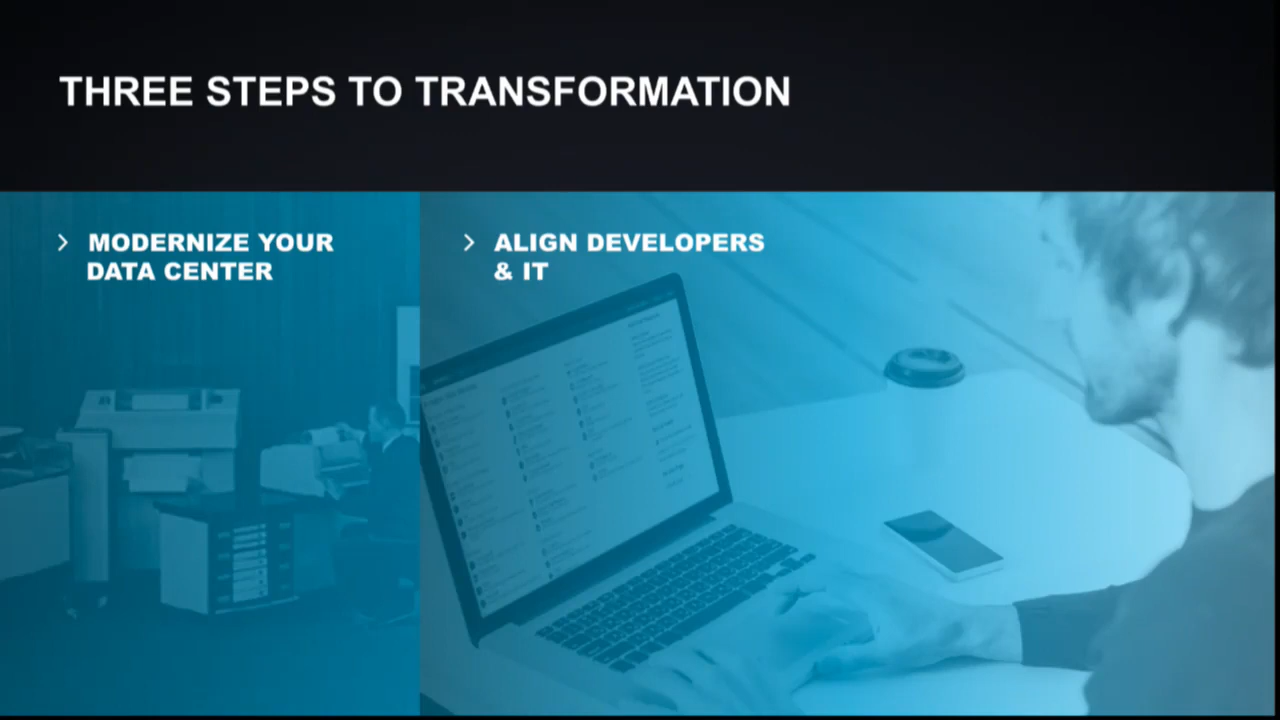 THREE STEPS TO TRANSFORMATION
MODERNIZE YOUR
DATA CENTER
ALIGN DEVELOPERS
& IT